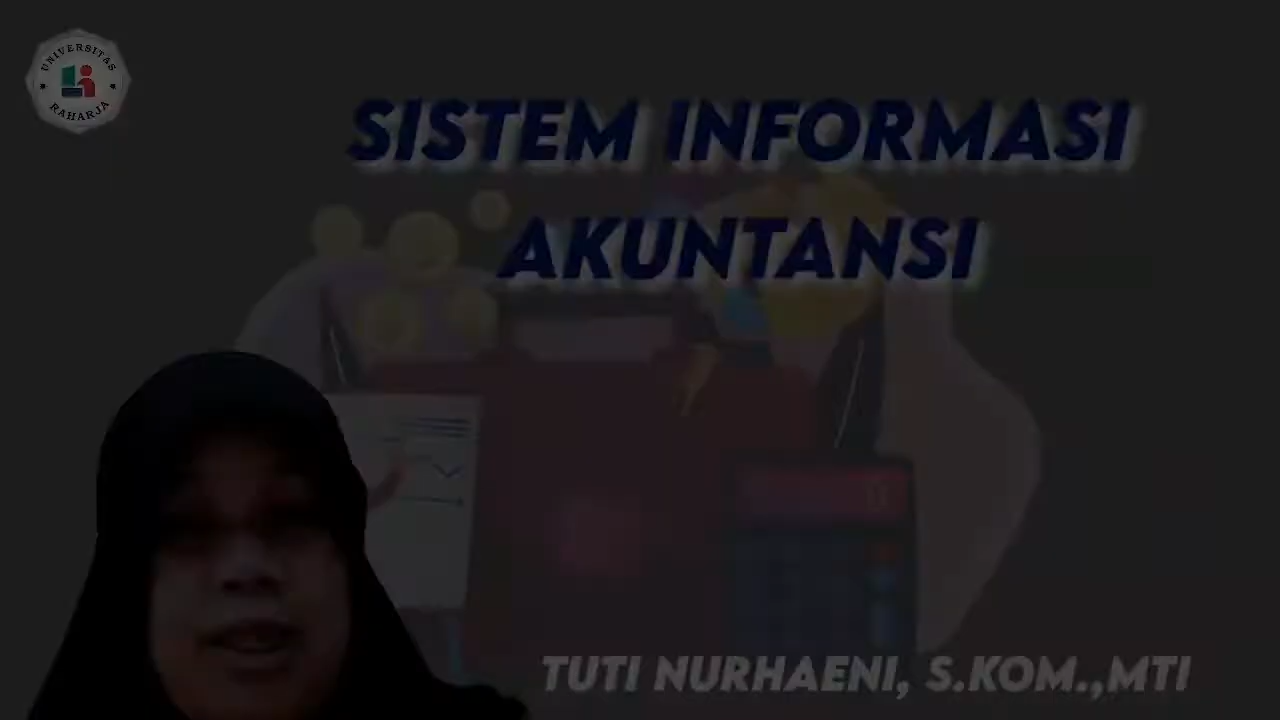 UNIVERSITAS
RAHARJA
SISTEM INFORMASI
AKUNTANSI
TUTI NURHAENI, S.KOM.,MTI